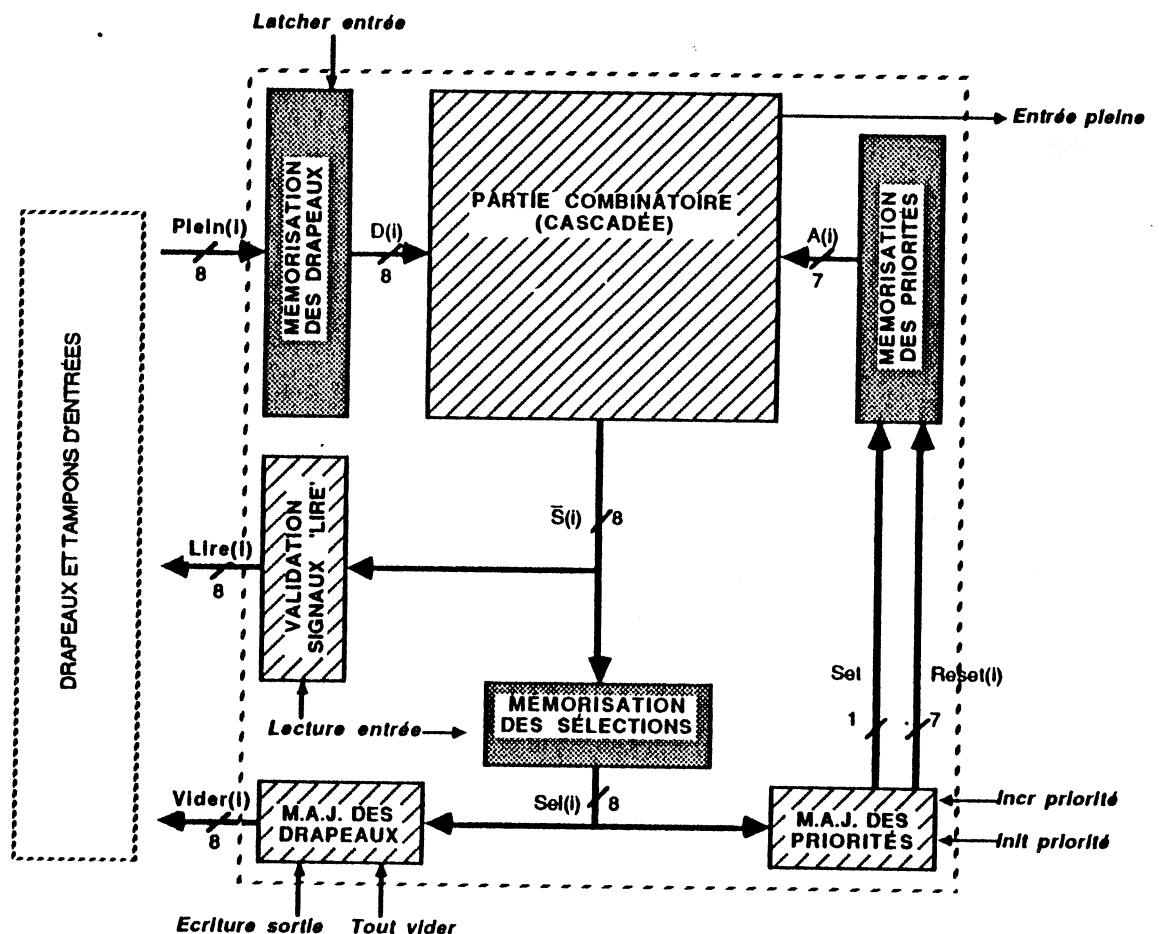 Latcher entrée
Entrée pleine
MÉMORISATION
DES DRAPEAUX
PARTIE COMBINATOIRE
(CASCADÉE)
MÉMORISATION
DES PRIORITÉS
Plein(i)
8
D(i)
8
A(i)
7
DRAPEAUX ET TAMPONS D'ENTRÉES
VALIDATION
SIGNAUX 'LIRE'
S̅(i)
8
Lire(i)
8
Set
1
Reset(i)
7
MÉMORISATION
DES SÉLECTIONS
Lecture entrée
Vider(i)
8
M.A.J. DES
DRAPEAUX
Sel(i)
8
M.A.J. DES
PRIORITÉS
Incr priorité
Init priorité
Ecriture sortie
Tout vider